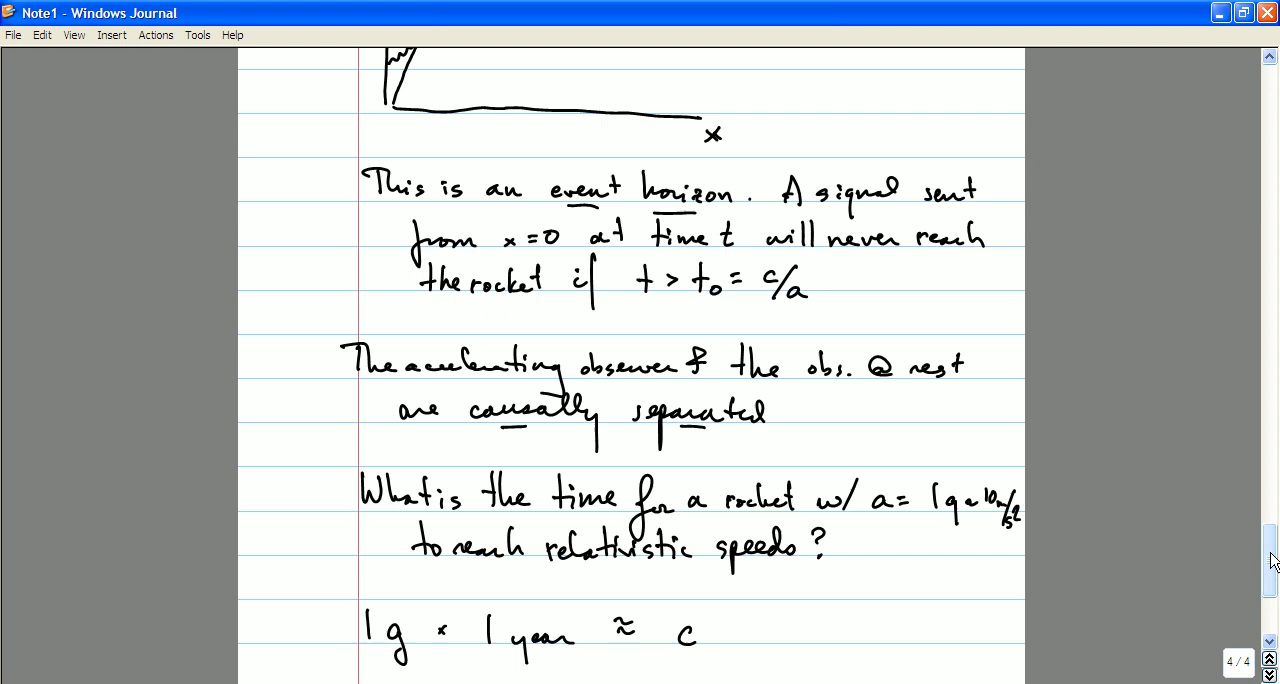 Note1 - Windows Journal
File Edit View Insert Actions Tools Help
x
This is an event horizon. A signal sent
from x = 0 at time t will never reach
the rocket if t > t₀ = c/a
The accelerating observer & the obs. @ rest
are causally separated
What is the time for a rocket w/ a = 1g ~ 10 m/s²
to reach relativistic speeds?
1g × 1 year ≈ c
4 / 4